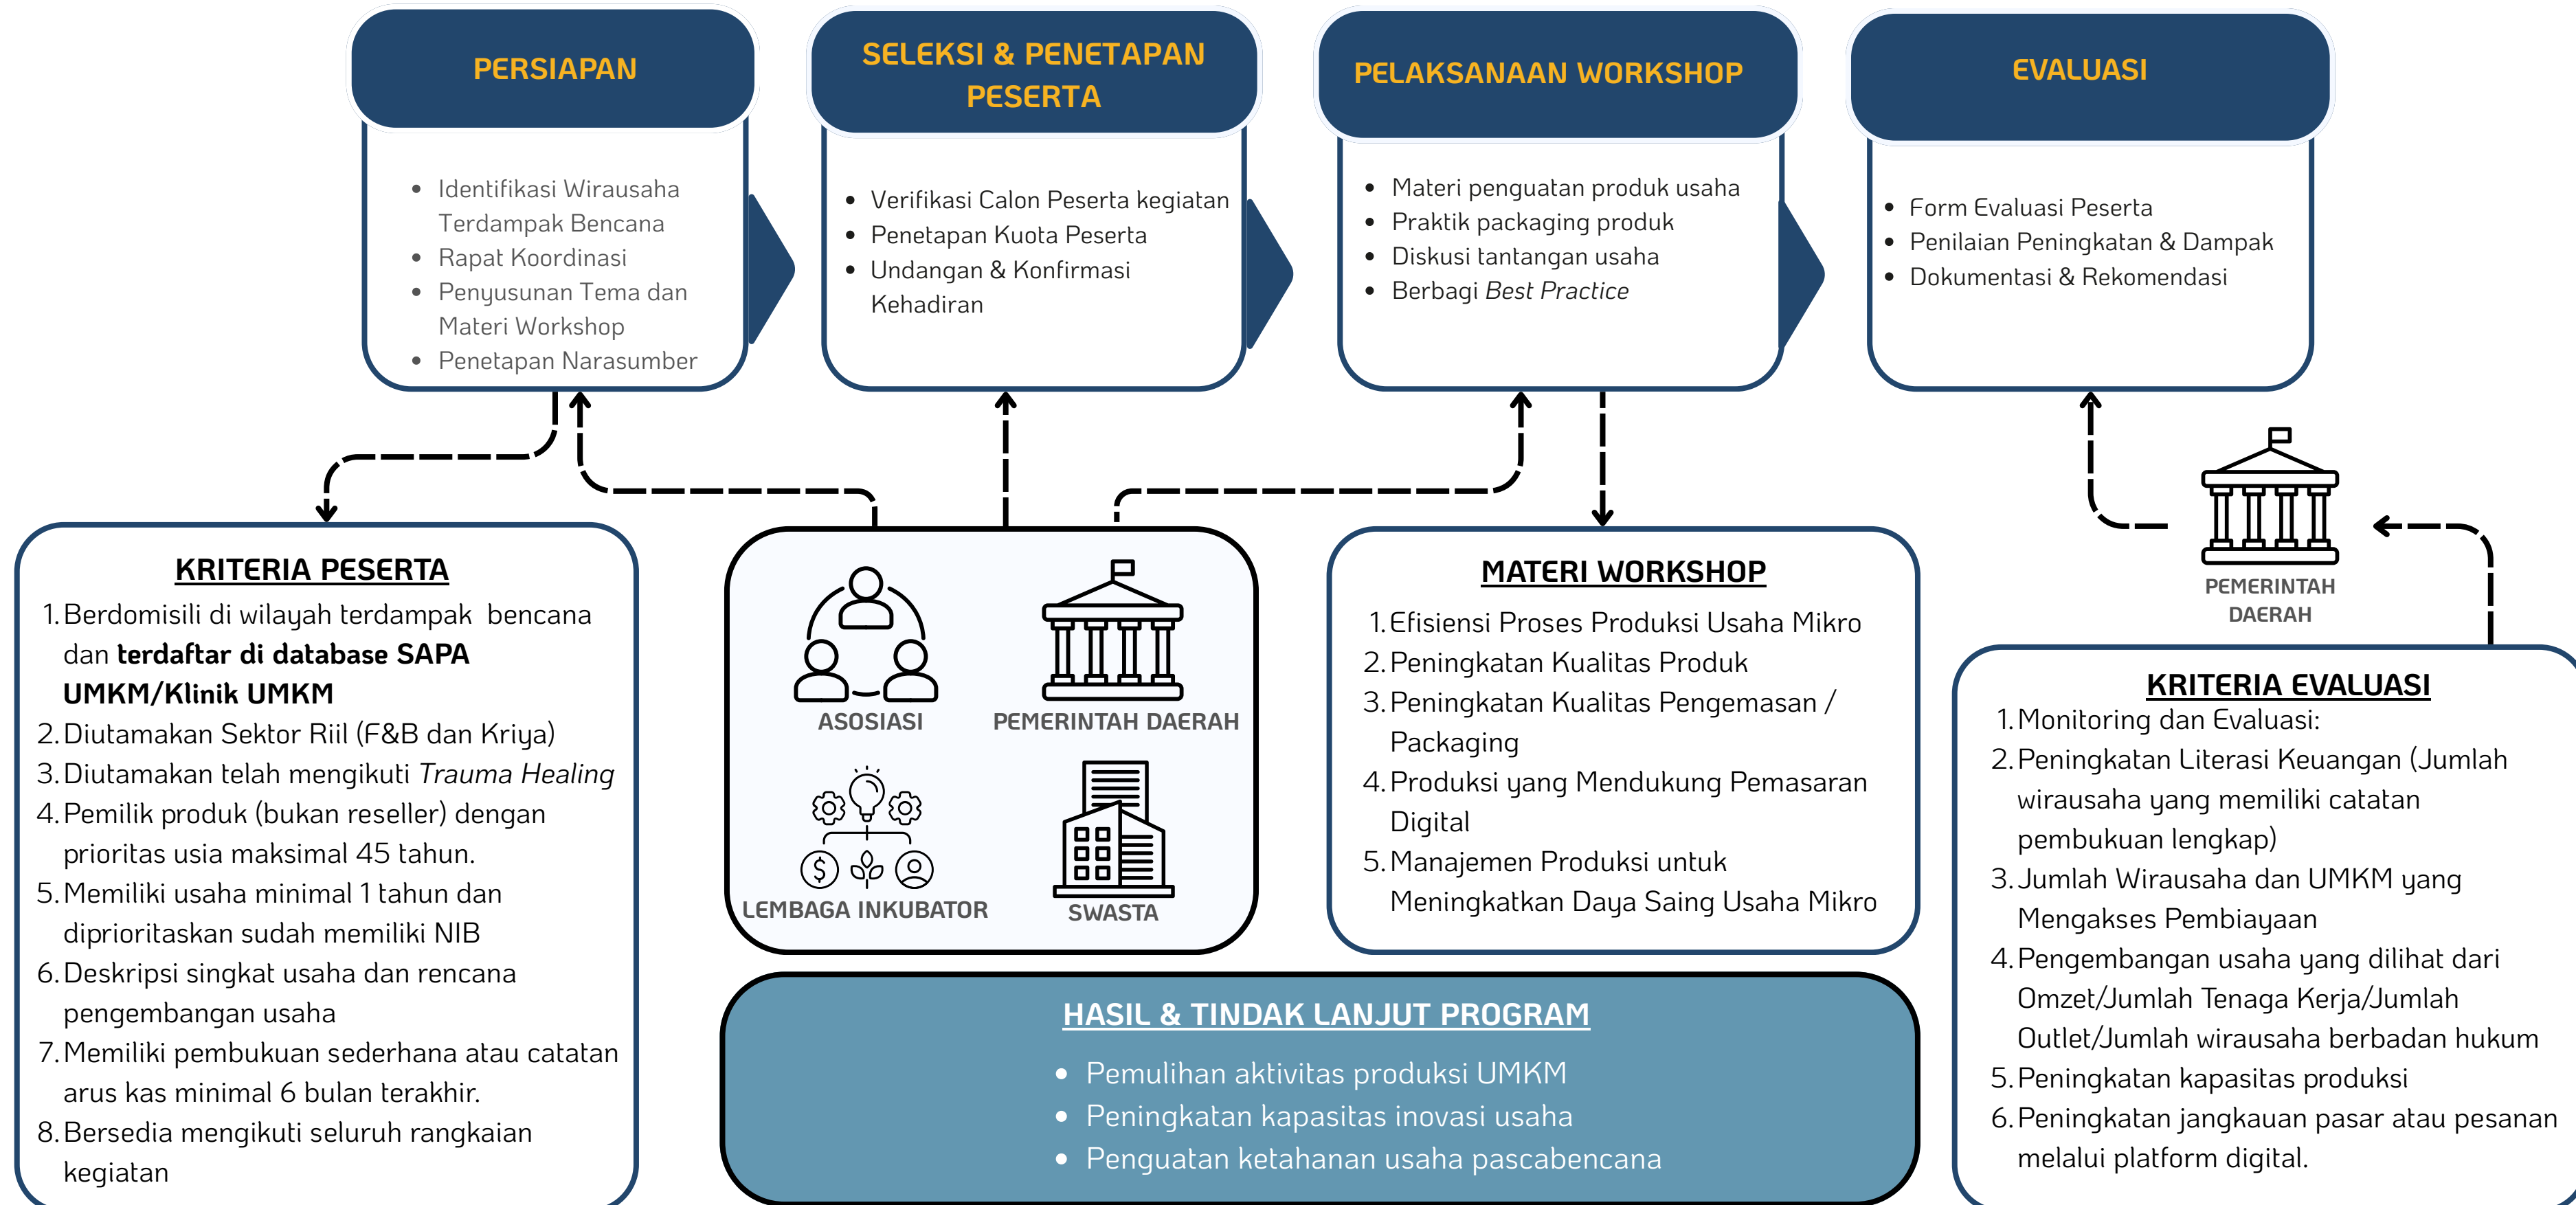 PERSIAPAN
Identifikasi Wirausaha
Terdampak Bencana
Rapat Koordinasi
Penyusunan Tema dan
Materi Workshop
Penetapan Narasumber
SELEKSI & PENETAPAN
PESERTA
Verifikasi Calon Peserta kegiatan
Penetapan Kuota Peserta
Undangan & Konfirmasi
Kehadiran
PELAKSANAAN WORKSHOP
Materi penguatan produk usaha
Praktik packaging produk
Diskusi tantangan usaha
Berbagi Best Practice
EVALUASI
Form Evaluasi Peserta
Penilaian Peningkatan & Dampak
Dokumentasi & Rekomendasi
KRITERIA PESERTA
1. Berdomisili di wilayah terdampak bencana
dan terdaftar di database SAPA
UMKM/Klinik UMKM
2. Diutamakan Sektor Riil (F&B dan Kriya)
3. Diutamakan telah mengikuti Trauma Healing
4. Pemilik produk (bukan reseller) dengan
prioritas usia maksimal 45 tahun.
5. Memiliki usaha minimal 1 tahun dan
diprioritaskan sudah memiliki NIB
6. Deskripsi singkat usaha dan rencana
pengembangan usaha
7. Memiliki pembukuan sederhana atau catatan
arus kas minimal 6 bulan terakhir.
8. Bersedia mengikuti seluruh rangkaian
kegiatan
ASOSIASI
PEMERINTAH DAERAH
LEMBAGA INKUBATOR
SWASTA
MATERI WORKSHOP
1. Efisiensi Proses Produksi Usaha Mikro
2. Peningkatan Kualitas Produk
3. Peningkatan Kualitas Pengemasan /
Packaging
4. Produksi yang Mendukung Pemasaran
Digital
5. Manajemen Produksi untuk
Meningkatkan Daya Saing Usaha Mikro
HASIL & TINDAK LANJUT PROGRAM
Pemulihan aktivitas produksi UMKM
Peningkatan kapasitas inovasi usaha
Penguatan ketahanan usaha pascabencana
PEMERINTAH
DAERAH
KRITERIA EVALUASI
1. Monitoring dan Evaluasi:
2. Peningkatan Literasi Keuangan (Jumlah
wirausaha yang memiliki catatan
pembukuan lengkap)
3. Jumlah Wirausaha dan UMKM yang
Mengakses Pembiayaan
4. Pengembangan usaha yang dilihat dari
Omzet/Jumlah Tenaga Kerja/Jumlah
Outlet/Jumlah wirausaha berbadan hukum
5. Peningkatan kapasitas produksi
6. Peningkatan jangkauan pasar atau pesanan
melalui platform digital.